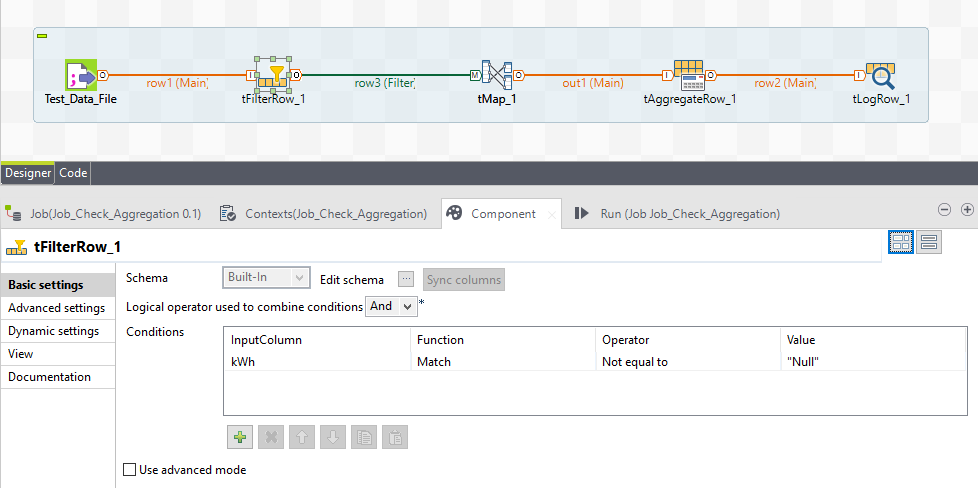 row1 (Main) row3 (Filter) out1 (Main) row2 (Main)
Test_Data_File tFilterRow_1 tMap_1 tAggregateRow_1 tLogRow_1
Designer Code
Job(Job_Check_Aggregation 0.1) Contexts(Job_Check_Aggregation) Component Run (Job Job_Check_Aggregation)
tFilterRow_1
Basic settings
Advanced settings
Dynamic settings
View
Documentation
Schema Built-In Edit schema ... Sync columns
Logical operator used to combine conditions And *
Conditions
InputColumn Function Operator Value
kWh Match Not equal to "Null"
Use advanced mode